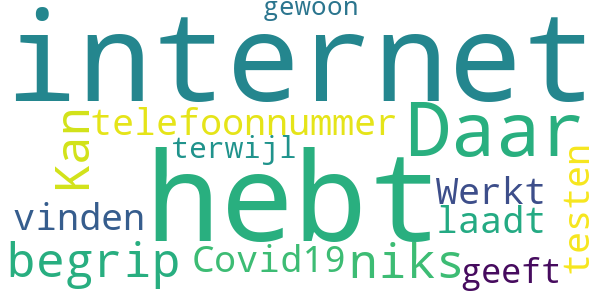 gewoon
internet
Kan
telefoonnummer
Daar
terwijl
hebt
testen
Werkt
vinden
laadt
begrip
Covid19
niks
geeft